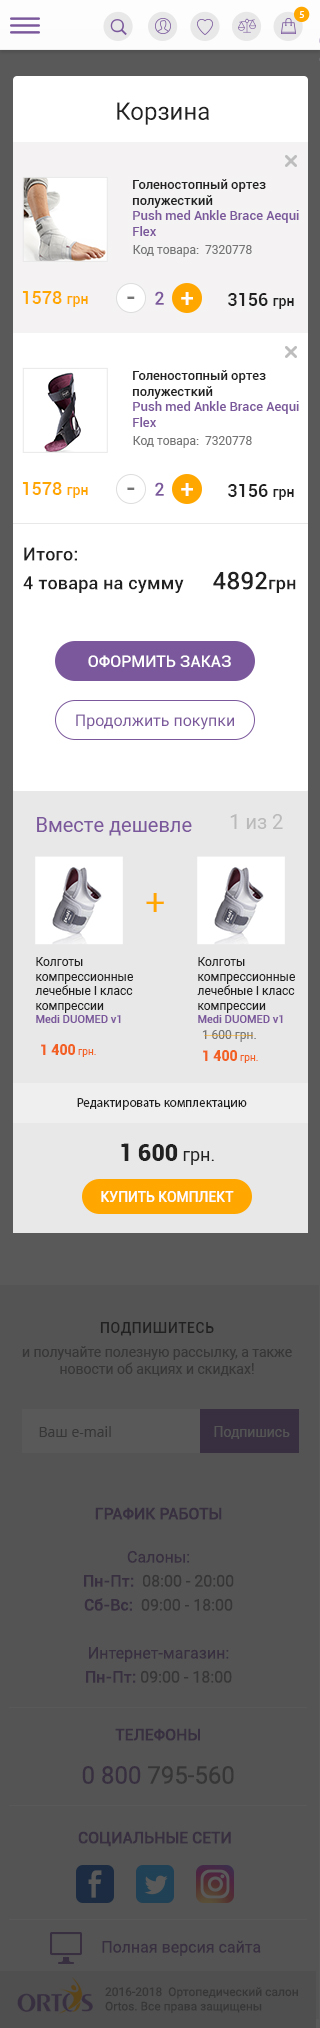 5
Корзина
Голеностопный ортез
полужесткий
Push med Ankle Brace Aequi
Flex
Код товара: 7320778
1578 грн - 2 + 3156 грн
Голеностопный ортез
полужесткий
Push med Ankle Brace Aequi
Flex
Код товара: 7320778
1578 грн - 2 + 3156 грн
Итого:
4 товара на сумму 4892грн
ОФОРМИТЬ ЗАКАЗ
Продолжить покупки
Вместе дешевле 1 из 2
+
Колготы
компрессионные
лечебные I класс
компрессии
Medi DUOMED v1
1 400 грн.
Колготы
компрессионные
лечебные I класс
компрессии
Medi DUOMED v1
1 600 грн.
1 400 грн.
Редактировать комплектацию
1 600 грн.
КУПИТЬ КОМПЛЕКТ
ПОДПИШИТЕСЬ
и получайте полезную рассылку, а также
новости об акциях и скидках!
Ваш e-mail Подпишись
ГРАФИК РАБОТЫ
Салоны:
Пн-Пт: 08:00 - 20:00
Сб-Вс: 09:00 - 18:00
Интернет-магазин:
Пн-Пт: 09:00 - 18:00
ТЕЛЕФОНЫ
0 800 795-560
СОЦИАЛЬНЫЕ СЕТИ
Полная версия сайта
ORTOS
2016-2018 Ортопедический салон
Ortos. Все права защищены